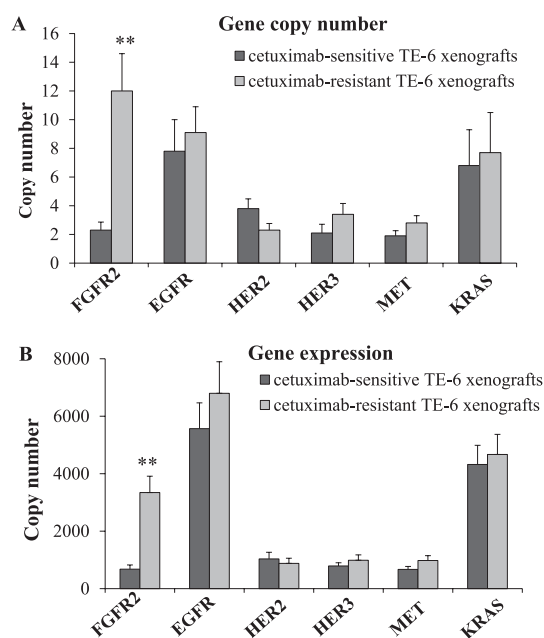 A
Gene copy number
cetuximab-sensitive TE-6 xenografts
cetuximab-resistant TE-6 xenografts
Copy number
16
14
12
10
8
6
4
2
0
**
FGFR2
EGFR
HER2
HER3
MET
KRAS
B
Gene expression
cetuximab-sensitive TE-6 xenografts
cetuximab-resistant TE-6 xenografts
Copy number
8000
6000
4000
2000
0
**
FGFR2
EGFR
HER2
HER3
MET
KRAS